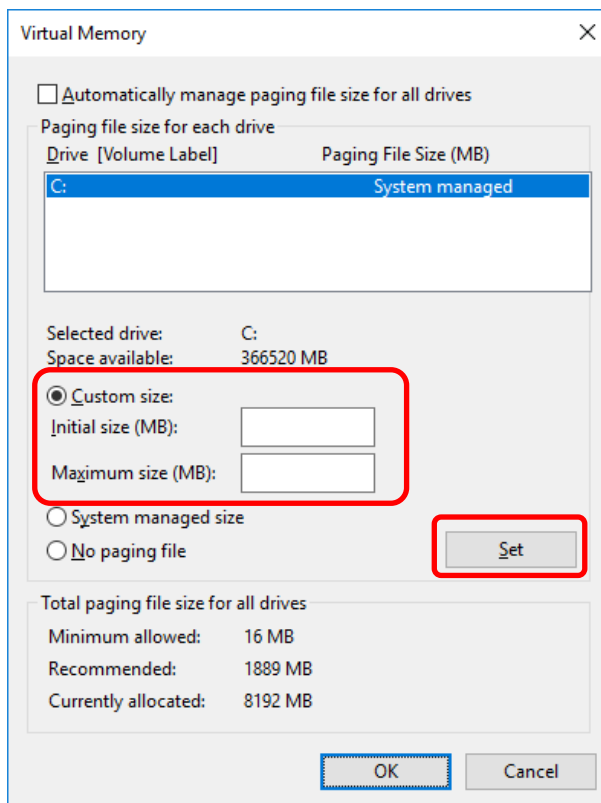 Virtual Memory
Automatically manage paging file size for all drives
Paging file size for each drive
Drive [Volume Label] Paging File Size (MB)
C: System managed
Selected drive: C:
Space available: 366520 MB
Custom size:
Initial size (MB):
Maximum size (MB):
System managed size
No paging file Set
Total paging file size for all drives
Minimum allowed: 16 MB
Recommended: 1889 MB
Currently allocated: 8192 MB
OK Cancel